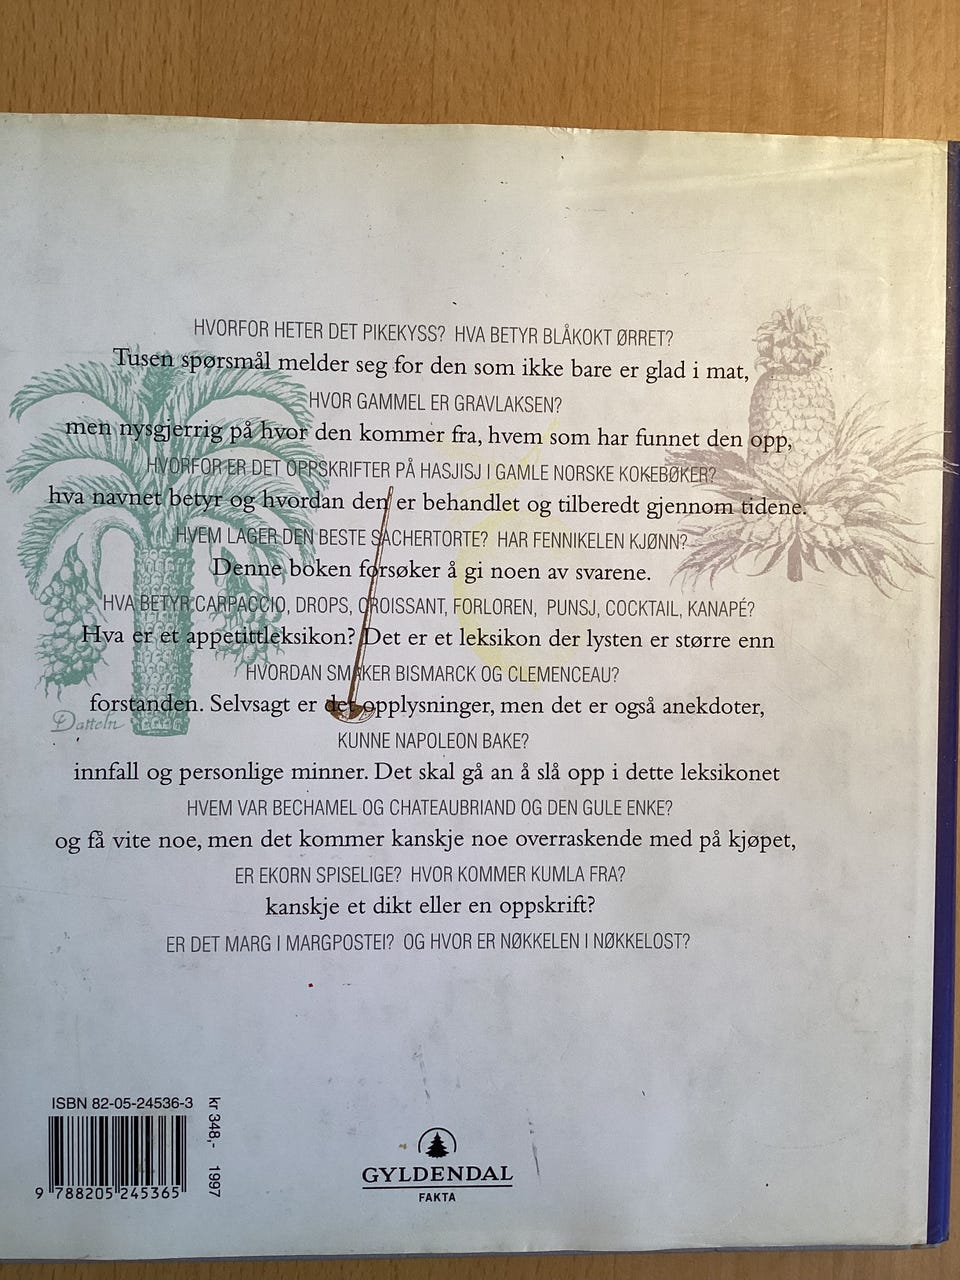 HVORFOR HETER DET PIKEKYSS? HVA BETYR BLÅKOKT ØRRET?
Tusen spørsmål melder seg for den som ikke bare er glad i mat,
HVOR GAMMEL ER GRAVLAKSEN?
men nysgjerrig på hvor den kommer fra, hvem som har funnet den opp,
HVORFOR ER DET OPPSKRIFTER PÅ HASJISJ I GAMLE NORSKE KOKEBØKER?
hva navnet betyr og hvordan den er behandlet og tilberedt gjennom tidene.
HVEM LAGER DEN BESTE SACHERTORTE? HAR FENNIKELEN KJØNN?
Denne boken forsøker å gi noen av svarene.
HVA BETYR CARPACCIO, DROPS, CROISSANT, FORLOREN, PUNSJ, COCKTAIL, KANAPÉ?
Hva er et appetittleksikon? Det er et leksikon der lysten er større enn
HVORDAN SMAKER BISMARCK OG CLEMENCEAU?
forstanden. Selvsagt er det opplysninger, men det er også anekdoter,
Datteln
KUNNE NAPOLEON BAKE?
innfall og personlige minner. Det skal gå an å slå opp i dette leksikonet
HVEM VAR BECHAMEL OG CHATEAUBRIAND OG DEN GULE ENKE?
og få vite noe, men det kommer kanskje noe overraskende med på kjøpet,
ER EKORN SPISELIGE? HVOR KOMMER KUMLA FRA?
kanskje et dikt eller en oppskrift?
ER DET MARG I MARGPOSTEI? OG HVOR ER NØKKELEN I NØKKELOST?
ISBN 82-05-24536-3
9 788205 245365
kr 348,- 1997
GYLDENDAL
FAKTA